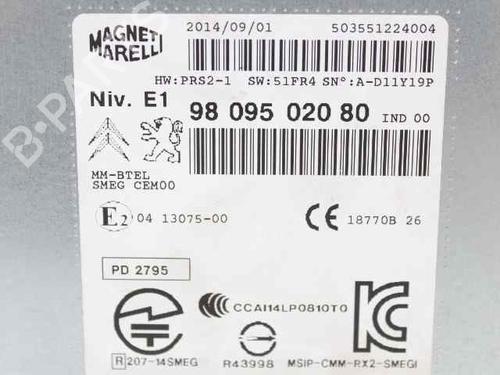 MAGNETI
MARELLI
2014/09/01 503551224004
HW:PRS2-1 SW:51FR4 SN°:A-D11Y19P
Niv. E1
98 095 020 80 IND 00
MM-BTEL
SMEG CEM00
E2 04 13075-00
CE 18770B 26
PD 2795
CCAI14LP0810T0
R 207-14SMEG
R43998
MSIP-CMM-RX2-SMEGI
B-PARTS